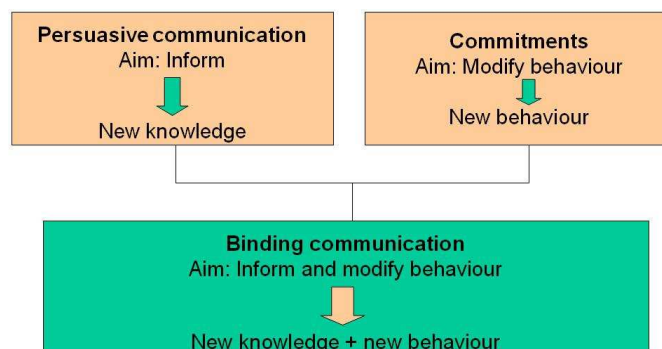 Persuasive communication
Aim: Inform
New knowledge
Commitments
Aim: Modify behaviour
New behaviour
Binding communication
Aim: Inform and modify behaviour
New knowledge + new behaviour